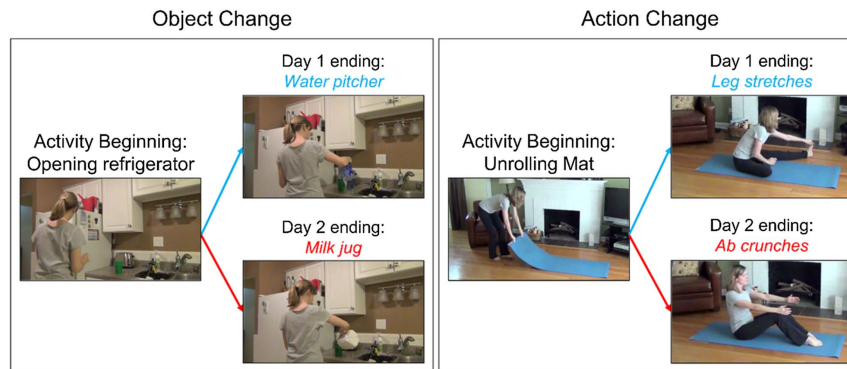 Object Change
Action Change
Day 1 ending:
Water pitcher
Activity Beginning:
Opening refrigerator
Day 2 ending:
Milk jug
Day 1 ending:
Leg stretches
Activity Beginning:
Unrolling Mat
Day 2 ending:
Ab crunches